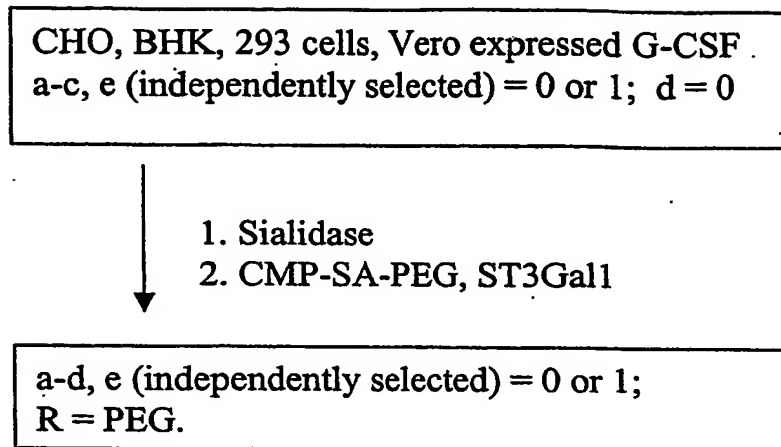 CHO, BHK, 293 cells, Vero expressed G-CSF
a-c, e (independently selected) = 0 or 1; d = 0
1. Sialidase
2. CMP-SA-PEG, ST3Gal1
a-d, e (independently selected) = 0 or 1;
R = PEG.